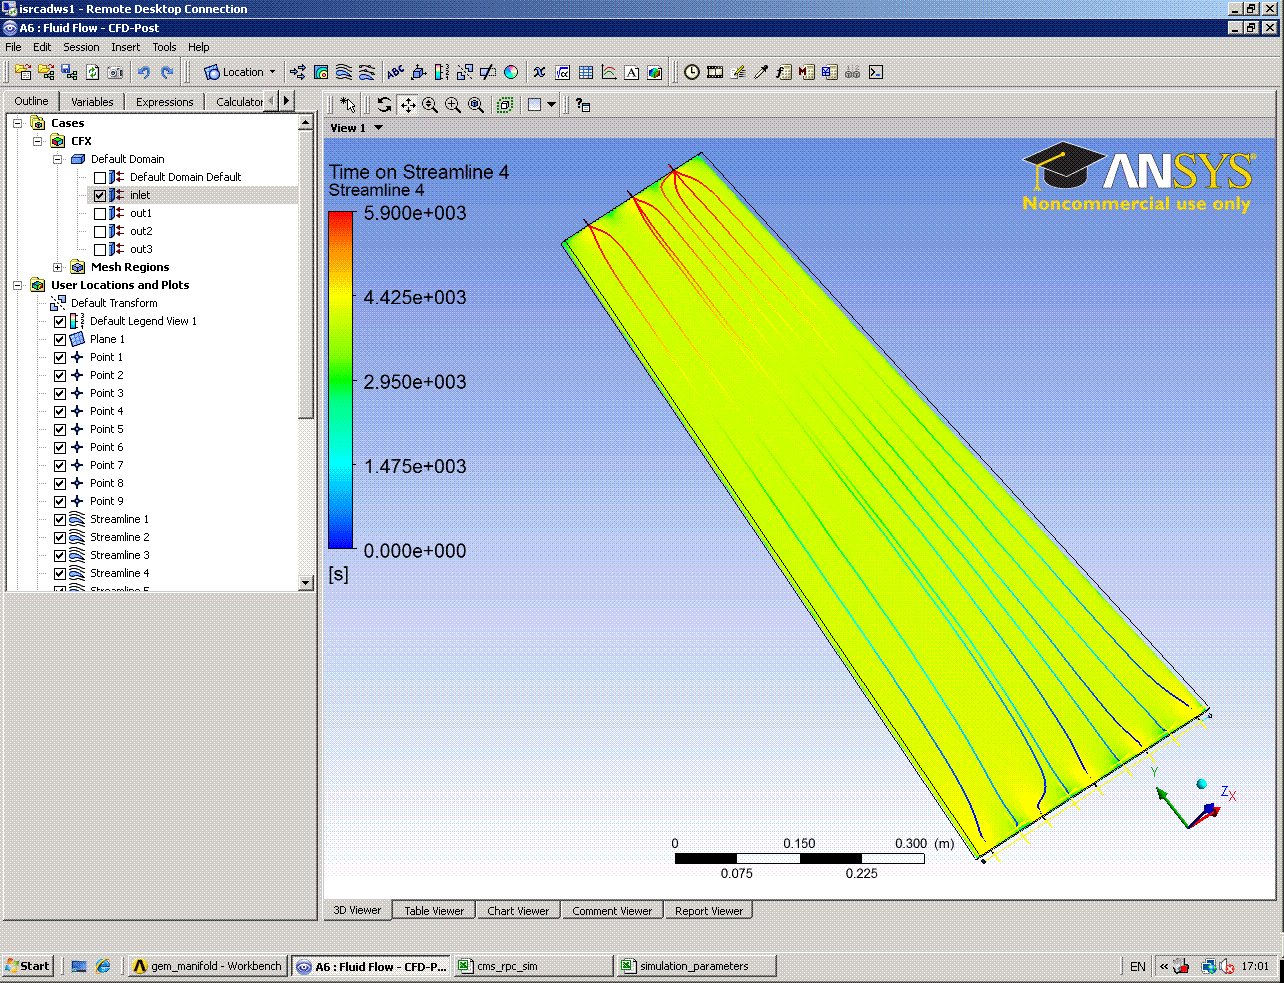 isrcadws1 - Remote Desktop Connection
A6 : Fluid Flow - CFD-Post
File Edit Session Insert Tools Help
Location
Outline Variables Expressions Calculator
View 1
Cases
CFX
Default Domain
Default Domain Default
inlet
out1
out2
out3
Mesh Regions
User Locations and Plots
Default Transform
Default Legend View 1
Plane 1
Point 1
Point 2
Point 3
Point 4
Point 5
Point 6
Point 7
Point 8
Point 9
Streamline 1
Streamline 2
Streamline 3
Streamline 4
Streamline 5
Time on Streamline 4
Streamline 4
5.900e+003
4.425e+003
2.950e+003
1.475e+003
0.000e+000
[s]
ANSYS
Noncommercial use only
Y
Z
X
0 0.150 0.300 (m)
0.075 0.225
3D Viewer Table Viewer Chart Viewer Comment Viewer Report Viewer
Start gem_manifold - Workbench A6 : Fluid Flow - CFD-P... cms_rpc_sim simulation_parameters EN « 17:01